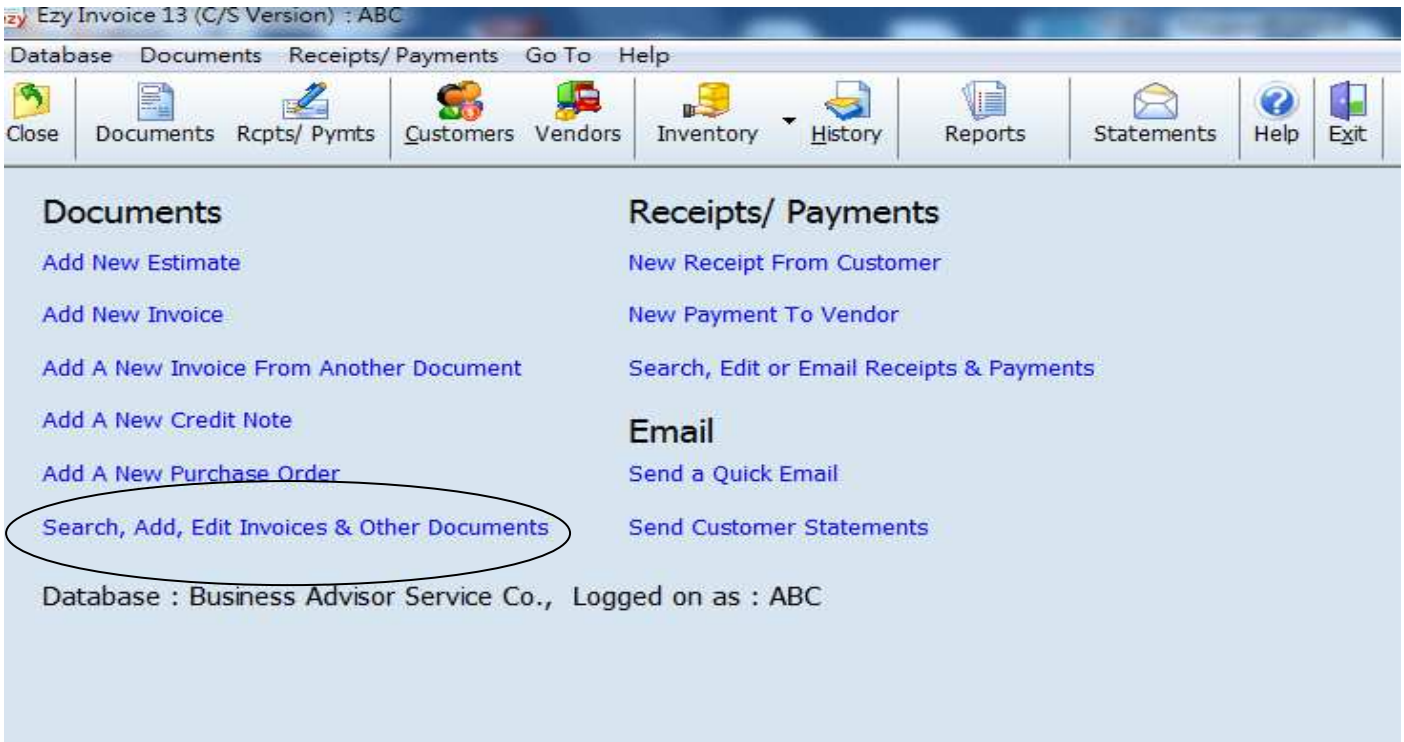 ezy Ezy Invoice 13 (C/S Version) : ABC
Database Documents Receipts/ Payments Go To Help
Close Documents Rcpts/ Pymts Customers Vendors Inventory History Reports Statements Help Exit
Documents
Add New Estimate
Add New Invoice
Add A New Invoice From Another Document
Add A New Credit Note
Add A New Purchase Order
Search, Add, Edit Invoices & Other Documents
Receipts/ Payments
New Receipt From Customer
New Payment To Vendor
Search, Edit or Email Receipts & Payments
Email
Send a Quick Email
Send Customer Statements
Database : Business Advisor Service Co., Logged on as : ABC